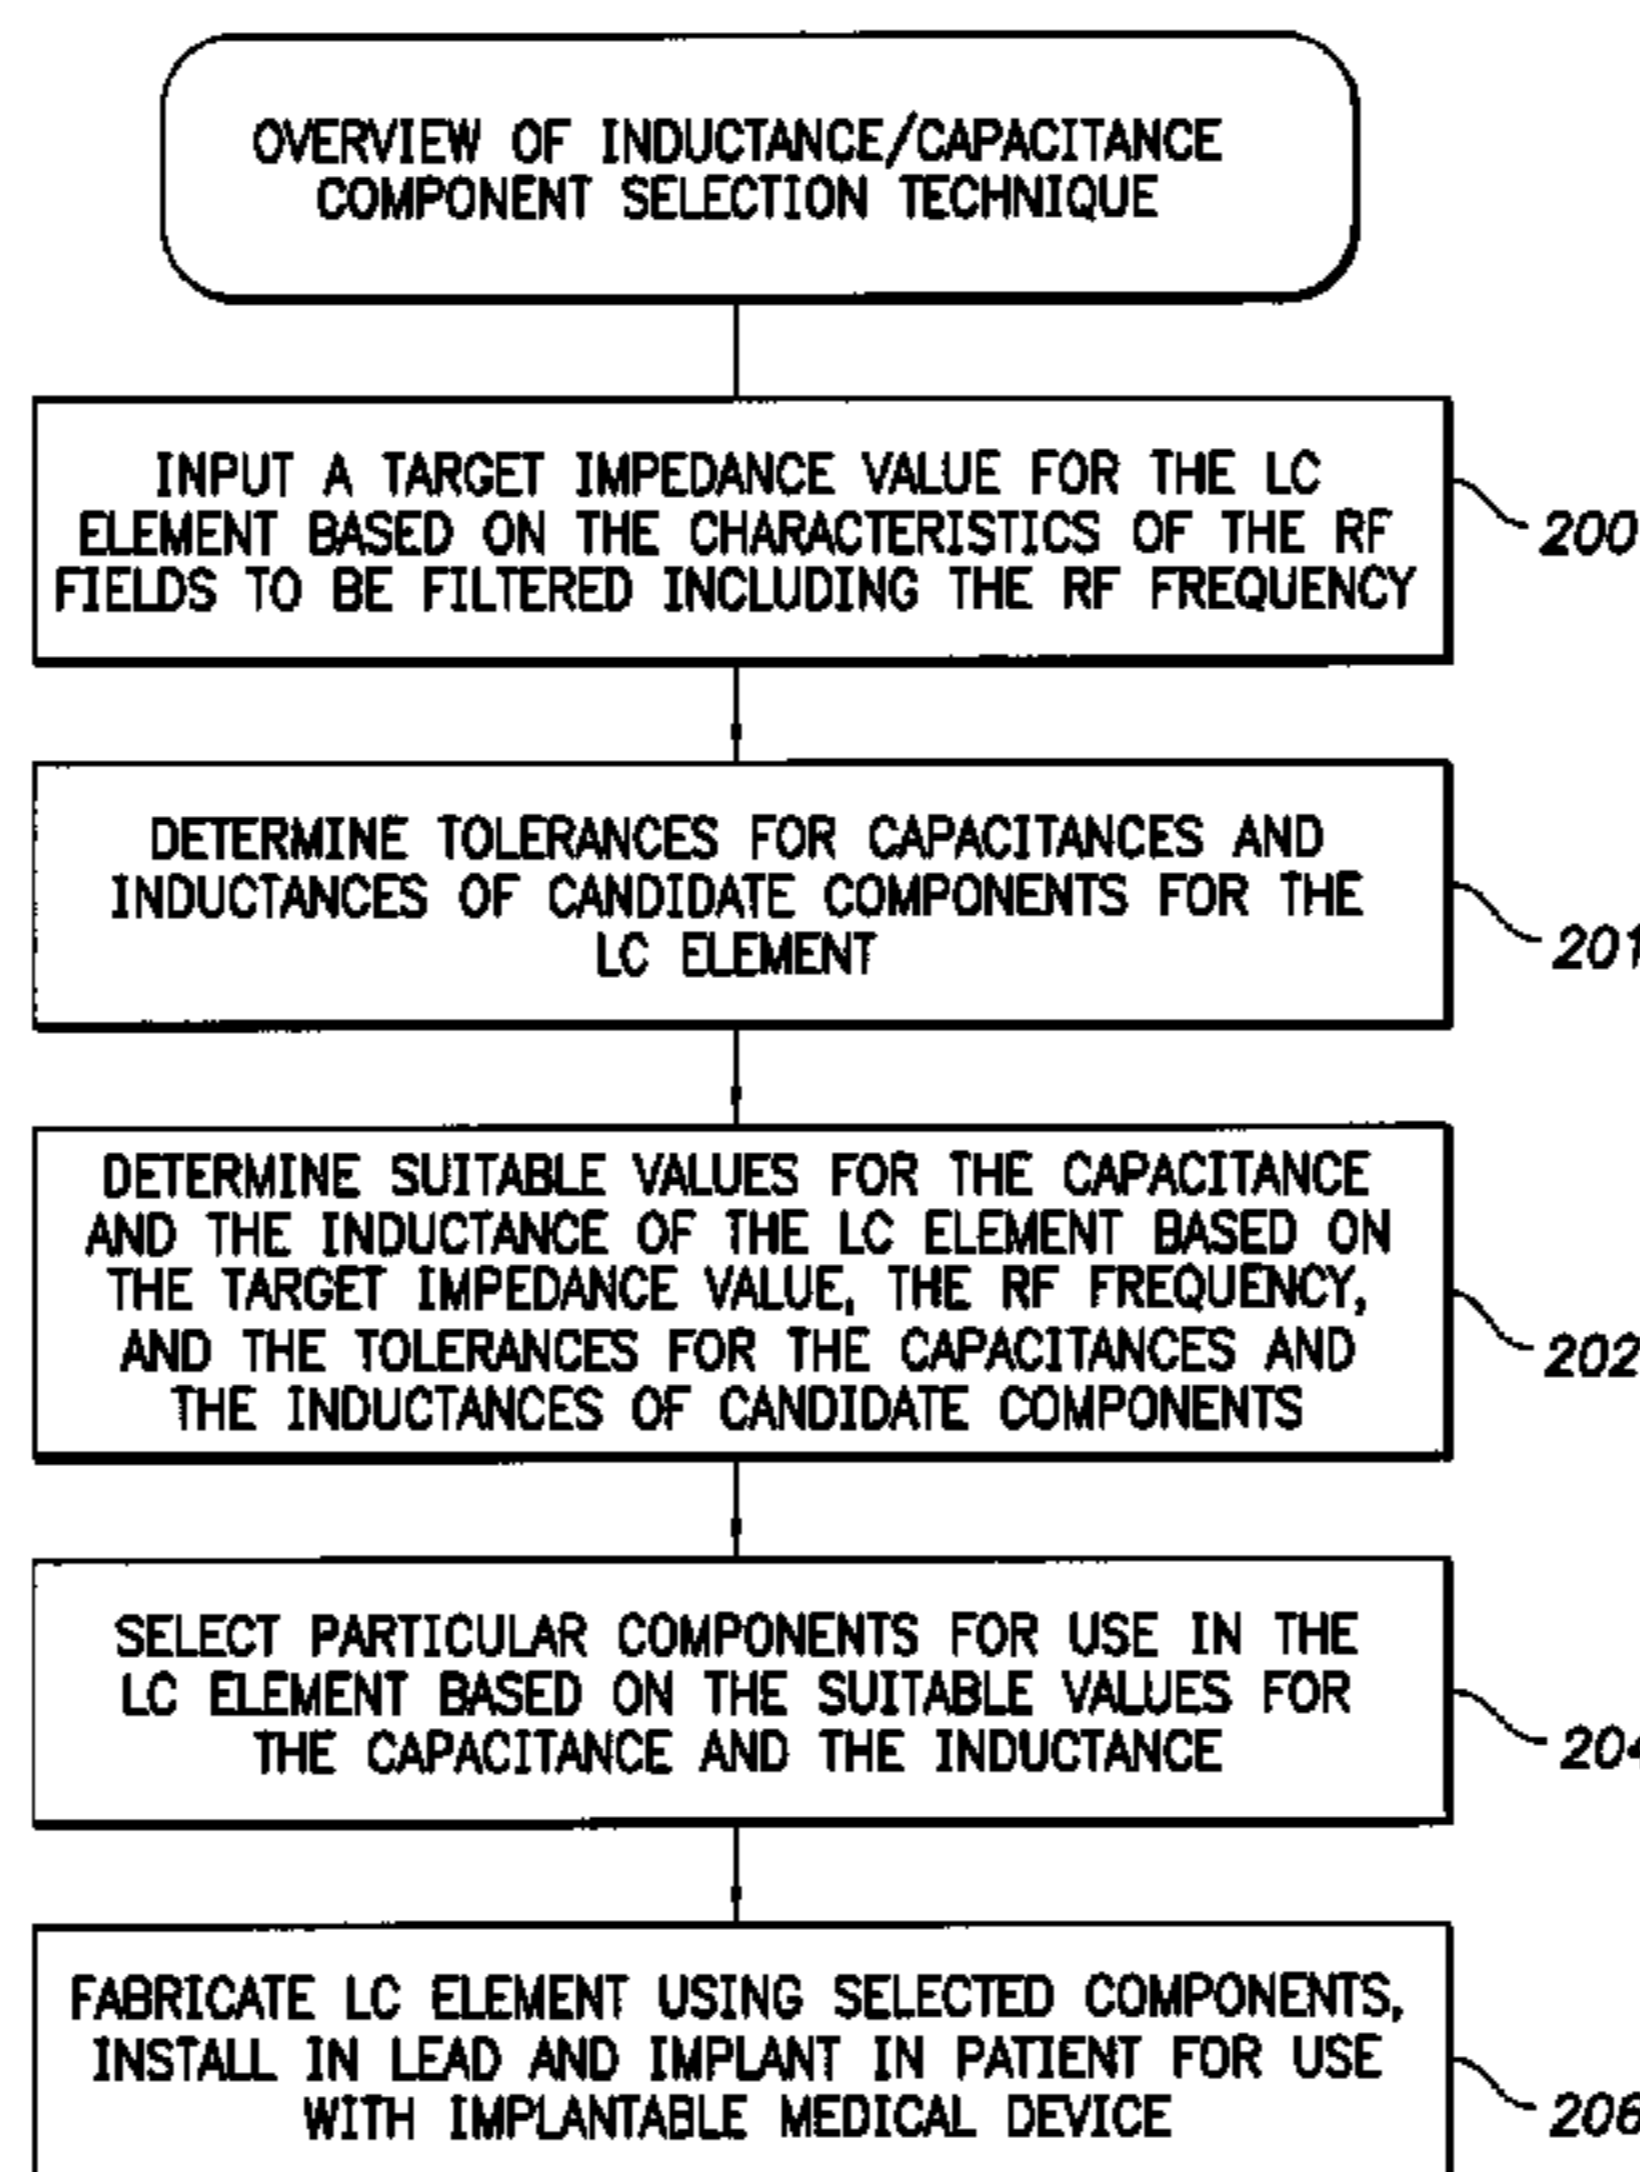 OVERVIEW OF INDUCTANCE/CAPACITANCE
COMPONENT SELECTION TECHNIQUE
INPUT A TARGET IMPEDANCE VALUE FOR THE LC
ELEMENT BASED ON THE CHARACTERISTICS OF THE RF
FIELDS TO BE FILTERED INCLUDING THE RF FREQUENCY
200
DETERMINE TOLERANCES FOR CAPACITANCES AND
INDUCTANCES OF CANDIDATE COMPONENTS FOR THE
LC ELEMENT
201
DETERMINE SUITABLE VALUES FOR THE CAPACITANCE
AND THE INDUCTANCE OF THE LC ELEMENT BASED ON
THE TARGET IMPEDANCE VALUE, THE RF FREQUENCY,
AND THE TOLERANCES FOR THE CAPACITANCES AND
THE INDUCTANCES OF CANDIDATE COMPONENTS
202
SELECT PARTICULAR COMPONENTS FOR USE IN THE
LC ELEMENT BASED ON THE SUITABLE VALUES FOR
THE CAPACITANCE AND THE INDUCTANCE
204
FABRICATE LC ELEMENT USING SELECTED COMPONENTS,
INSTALL IN LEAD AND IMPLANT IN PATIENT FOR USE
WITH IMPLANTABLE MEDICAL DEVICE
206